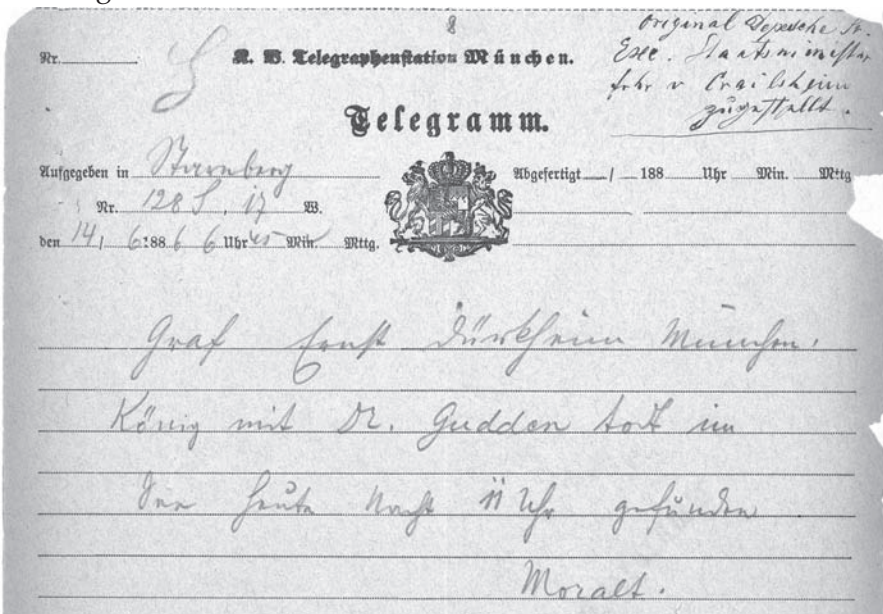 8
Original Depesche Sr.
Exc. Staatsminister
Frhr v Crailsheim
zugestellt.
Nr.
K. B. Telegraphenstation München.
Telegramm.
Aufgegeben in Starnberg
Nr. 128 S, 17 W.
den 14/6 1886 6 Uhr 45 Min. Mttg.
Abgefertigt / 188 Uhr Min. Mttg
Graf Ernst Dürkheim München.
König mit Dr. Gudden todt im
See heute Nacht 11 Uhr gefunden
Moralt.